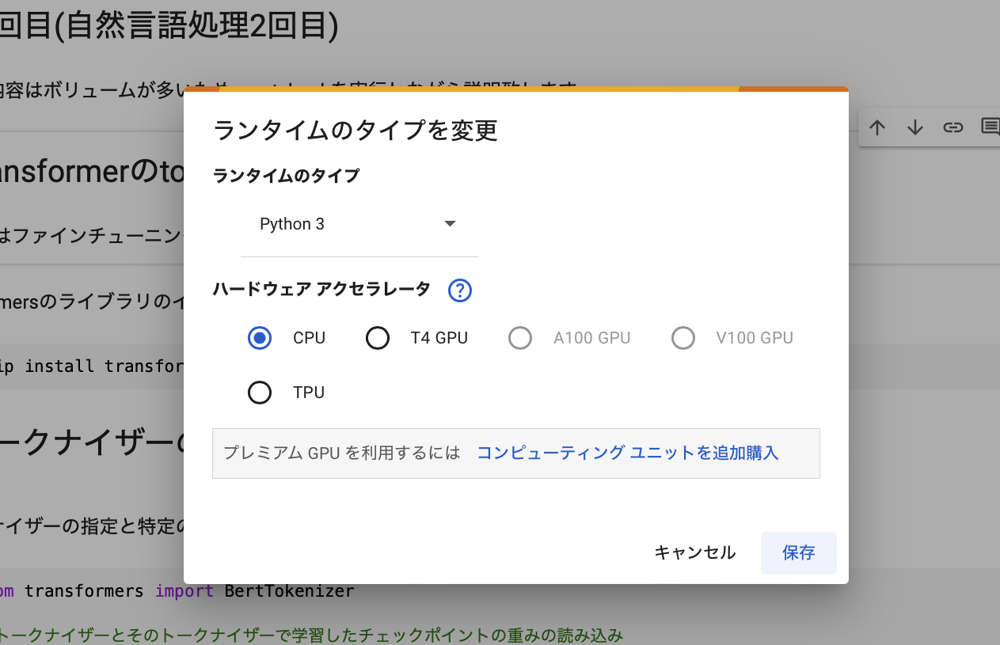 回目(自然言語処理2回目)
内容はボリュームが多い
ランタイムのタイプを変更
ansformerのto
ランタイムのタイプ
Python 3
はファインチューニン
ハードウェア アクセラレータ ?
mersのライブラリのイ
CPU T4 GPU A100 GPU V100 GPU
ip install transfor
TPU
ークナイザーの
プレミアム GPU を利用するには コンピューティング ユニットを追加購入
イザーの指定と特定の
キャンセル 保存
om transformers import BertTokenizer
トークナイザーとそのトークナイザーで学習したチェックポイントの重みの読み込み